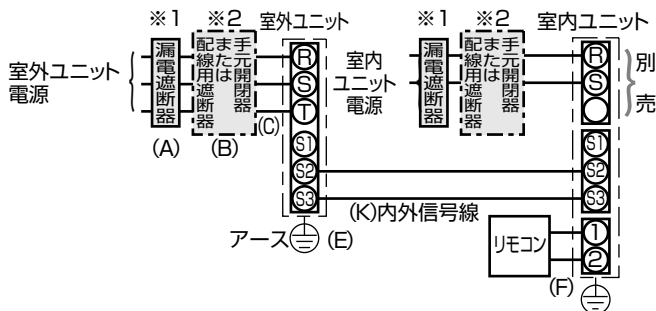 ※1
※2
室外ユニット
室外ユニット
電源
漏電遮断器
手元開閉器
または
配線用遮断器
R
S
T
S1
S2
S3
(A)
(B)
(C)
アース
(E)
※1
※2
室内ユニット
室内
ユニット
電源
漏電遮断器
手元開閉器
または
配線用遮断器
R
S
別売
S1
S2
S3
(K)内外信号線
リモコン
1
2
(F)